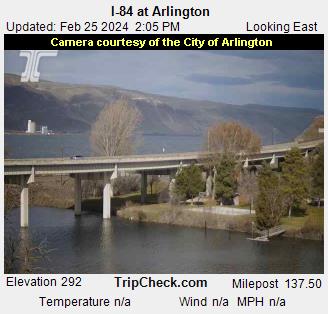 I-84 at Arlington
Updated: Feb 25 2024 2:05 PM Looking East
Camera courtesy of the City of Arlington
Elevation 292 TripCheck.com Milepost 137.50
Temperature n/a Wind n/a MPH n/a